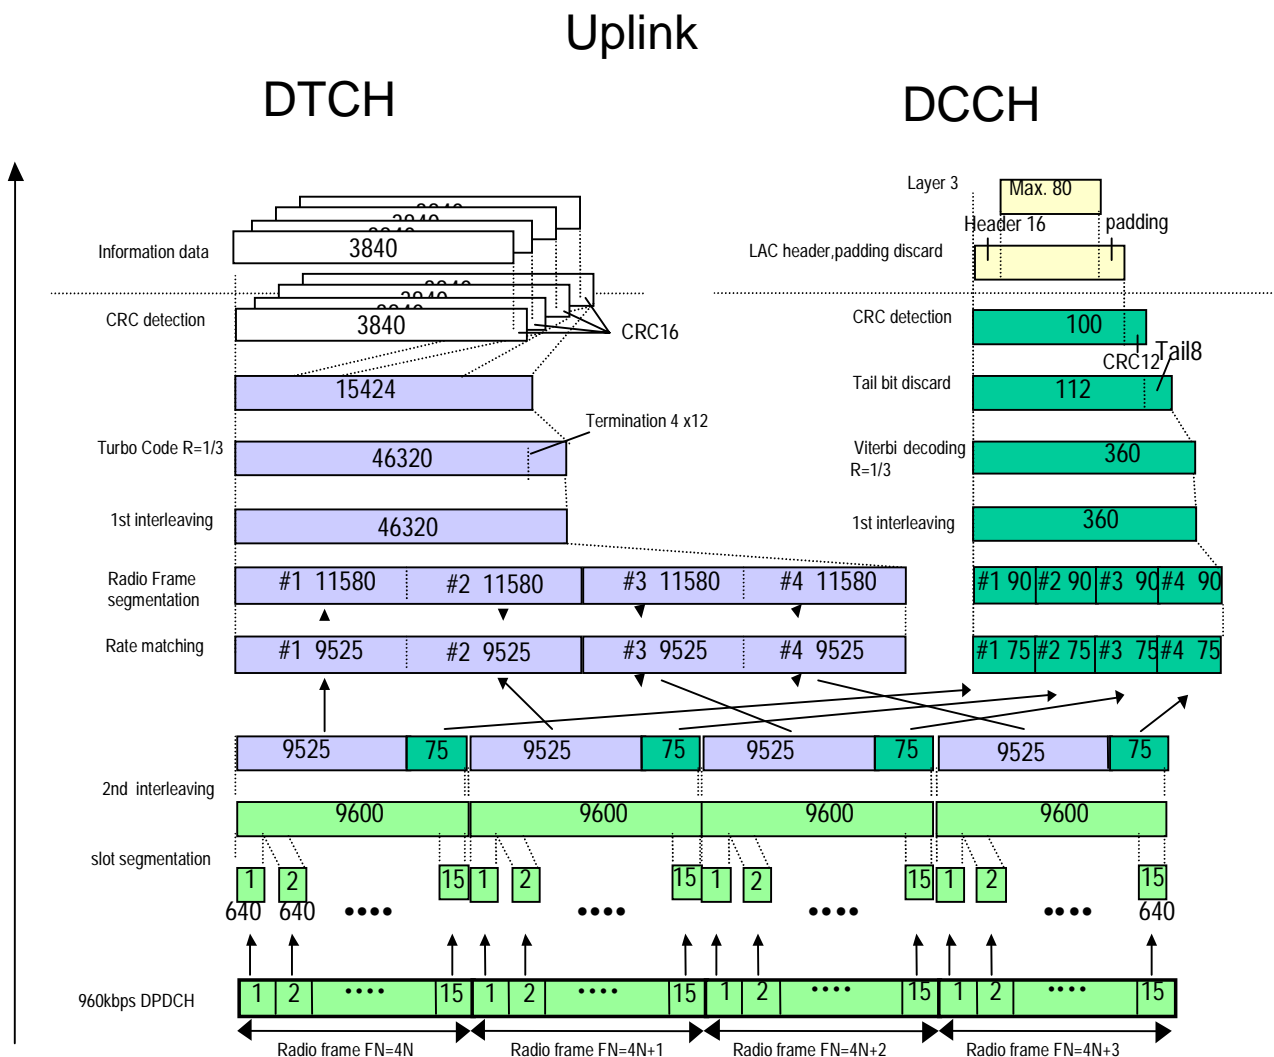 Uplink
DTCH
DCCH
Layer 3
Max. 80
Header 16
padding
3840
3840
3840
Information data
3840
LAC header,padding discard
3840
3840
3840
CRC detection
3840
CRC16
CRC detection
100
CRC12
Tail8
15424
Tail bit discard
112
Termination 4 x12
Turbo Code R=1/3
46320
Viterbi decoding
R=1/3
360
1st interleaving
46320
1st interleaving
360
Radio Frame
segmentation
#1 11580
#2 11580
#3 11580
#4 11580
#1 90
#2 90
#3 90
#4 90
Rate matching
#1 9525
#2 9525
#3 9525
#4 9525
#1 75
#2 75
#3 75
#4 75
9525
75
9525
75
9525
75
9525
75
2nd interleaving
9600
9600
9600
9600
slot segmentation
1
2
15
1
2
15
1
2
15
1
2
15
640
640
••••
••••
••••
••••
640
960kbps DPDCH
1
2
••••
15
1
2
••••
15
1
2
••••
15
1
2
••••
15
Radio frame FN=4N
Radio frame FN=4N+1
Radio frame FN=4N+2
Radio frame FN=4N+3